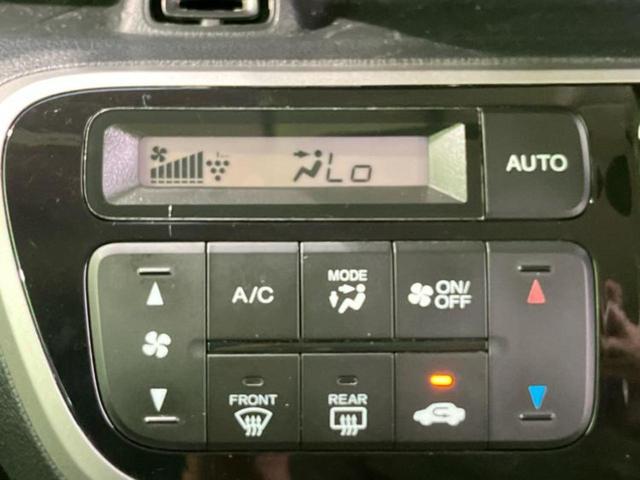 Lo
AUTO
A/C
MODE
ON/
OFF
FRONT
REAR